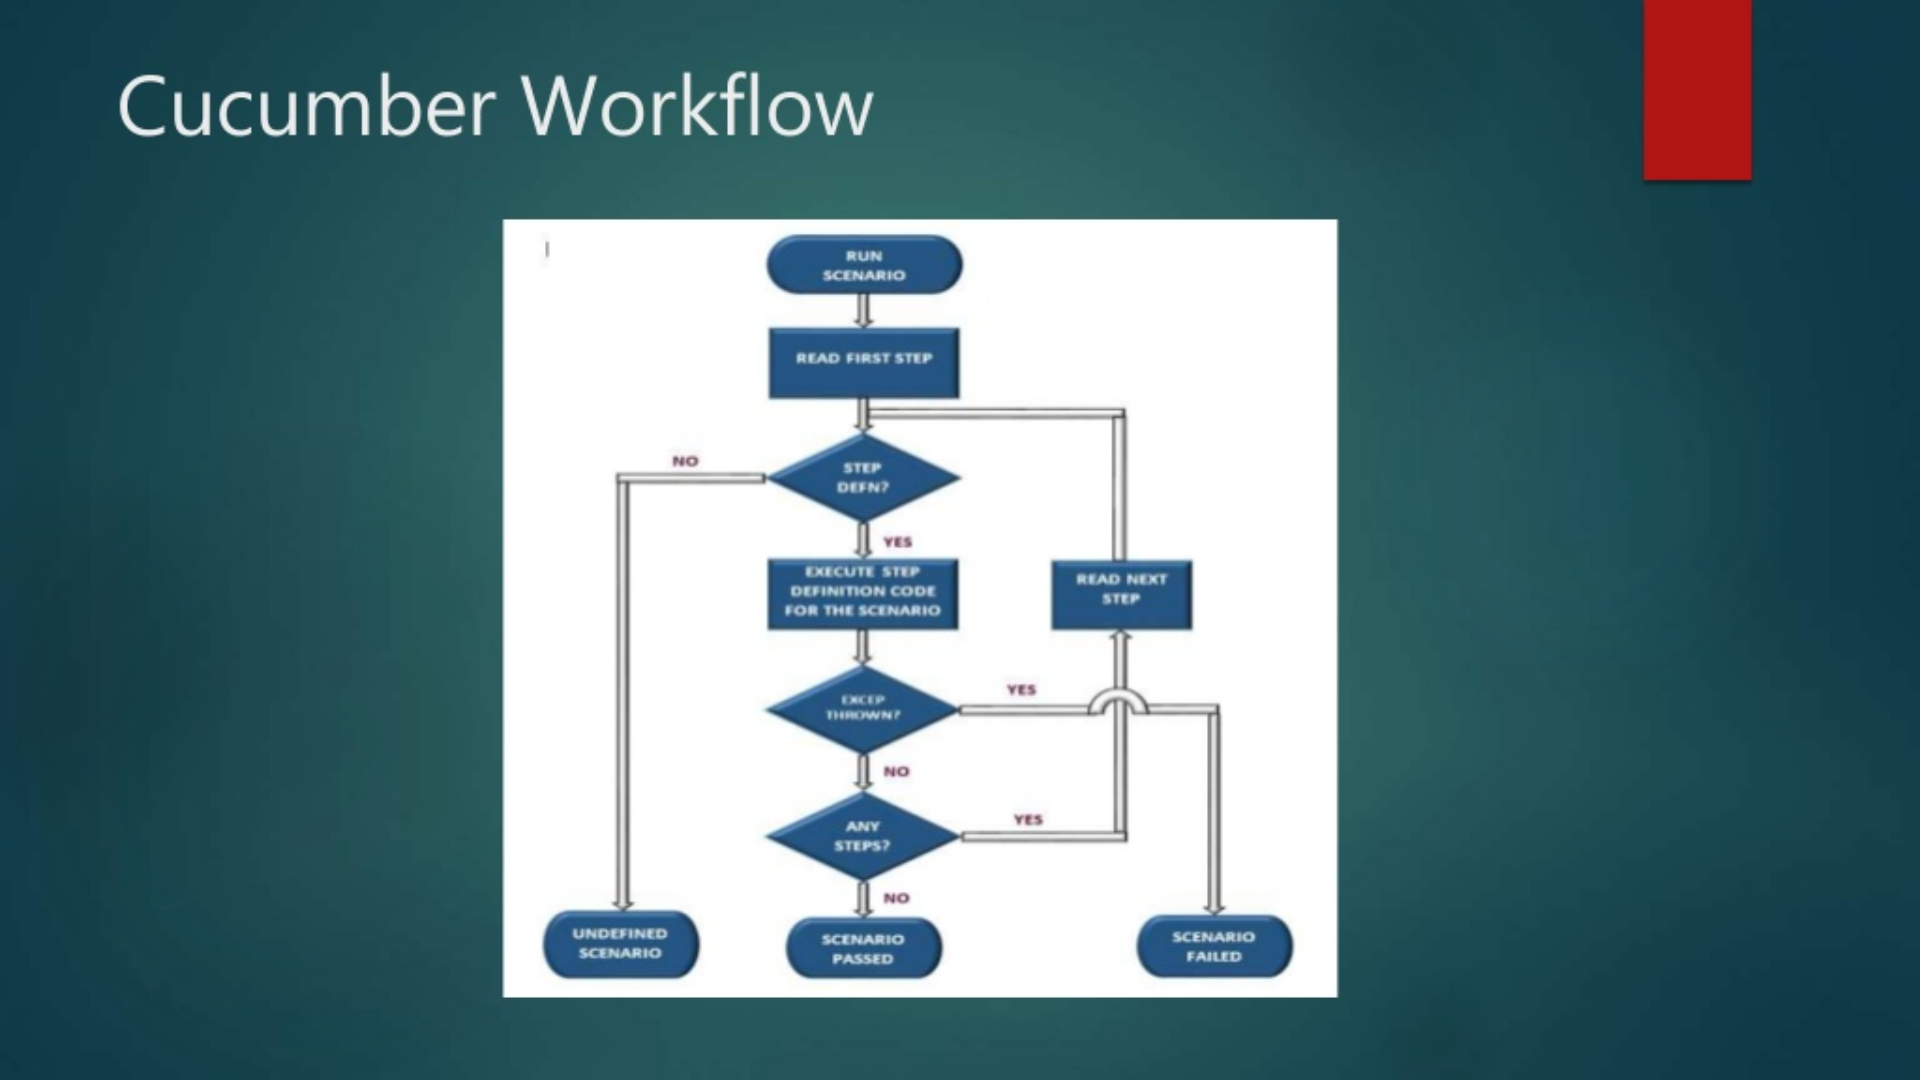 Cucumber Workflow
RUN
SCENARIO
READ FIRST STEP
NO
STEP
DEFN?
YES
EXECUTE STEP
DEFINITION CODE
FOR THE SCENARIO
READ NEXT
STEP
EXCEP
THROWN?
YES
NO
ANY
STEPS?
YES
NO
UNDEFINED
SCENARIO
SCENARIO
PASSED
SCENARIO
FAILED